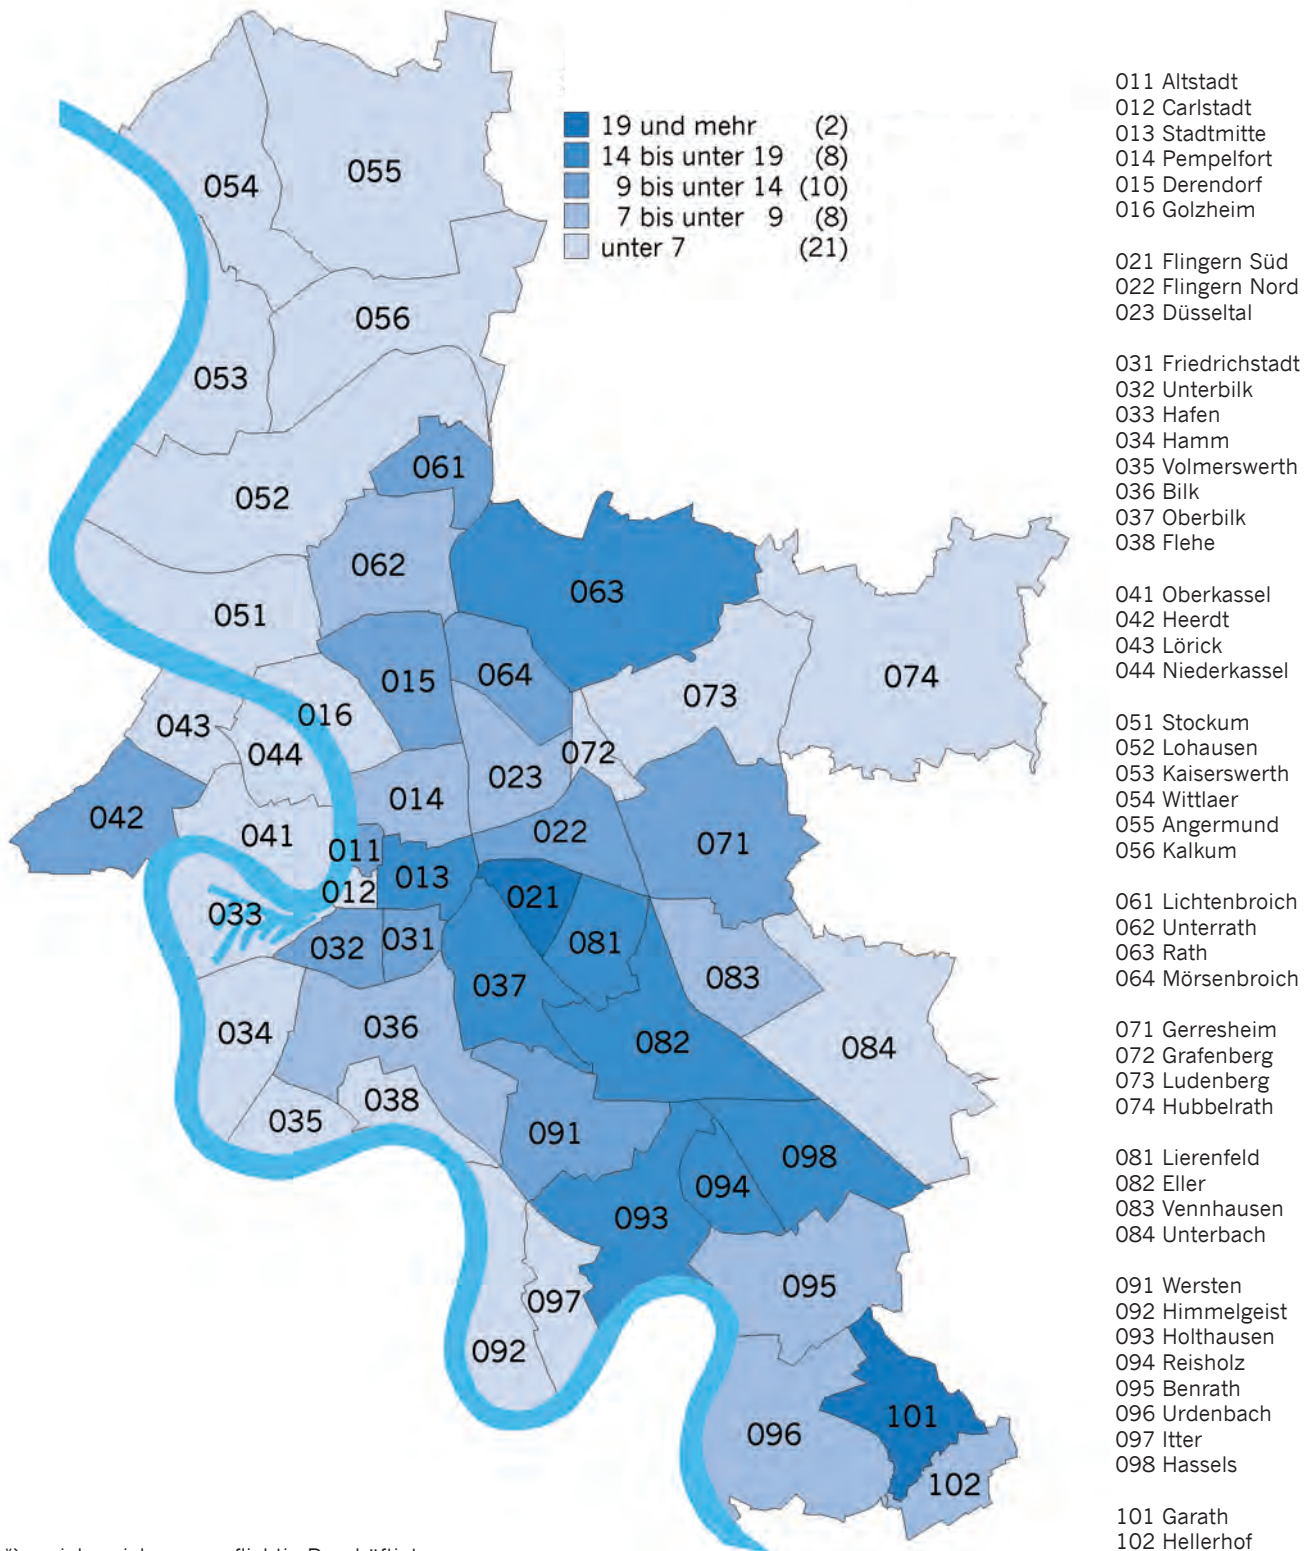 19 und mehr (2)
14 bis unter 19 (8)
9 bis unter 14 (10)
7 bis unter 9 (8)
unter 7 (21)
054
055
056
053
052
061
062
063
051
015
064
073
074
043
016
044
072
023
014
042
041
022
071
011
012
013
021
033
032
031
081
083
037
036
034
082
084
038
035
091
098
094
093
095
097
092
101
096
102
011 Altstadt
012 Carlstadt
013 Stadtmitte
014 Pempelfort
015 Derendorf
016 Golzheim
021 Flingern Süd
022 Flingern Nord
023 Düsseltal
031 Friedrichstadt
032 Unterbilk
033 Hafen
034 Hamm
035 Volmerswerth
036 Bilk
037 Oberbilk
038 Flehe
041 Oberkassel
042 Heerdt
043 Lörick
044 Niederkassel
051 Stockum
052 Lohausen
053 Kaiserswerth
054 Wittlaer
055 Angermund
056 Kalkum
061 Lichtenbroich
062 Unterrath
063 Rath
064 Mörsenbroich
071 Gerresheim
072 Grafenberg
073 Ludenberg
074 Hubbelrath
081 Lierenfeld
082 Eller
083 Vennhausen
084 Unterbach
091 Wersten
092 Himmelgeist
093 Holthausen
094 Reisholz
095 Benrath
096 Urdenbach
097 Itter
098 Hassels
101 Garath
102 Hellerhof